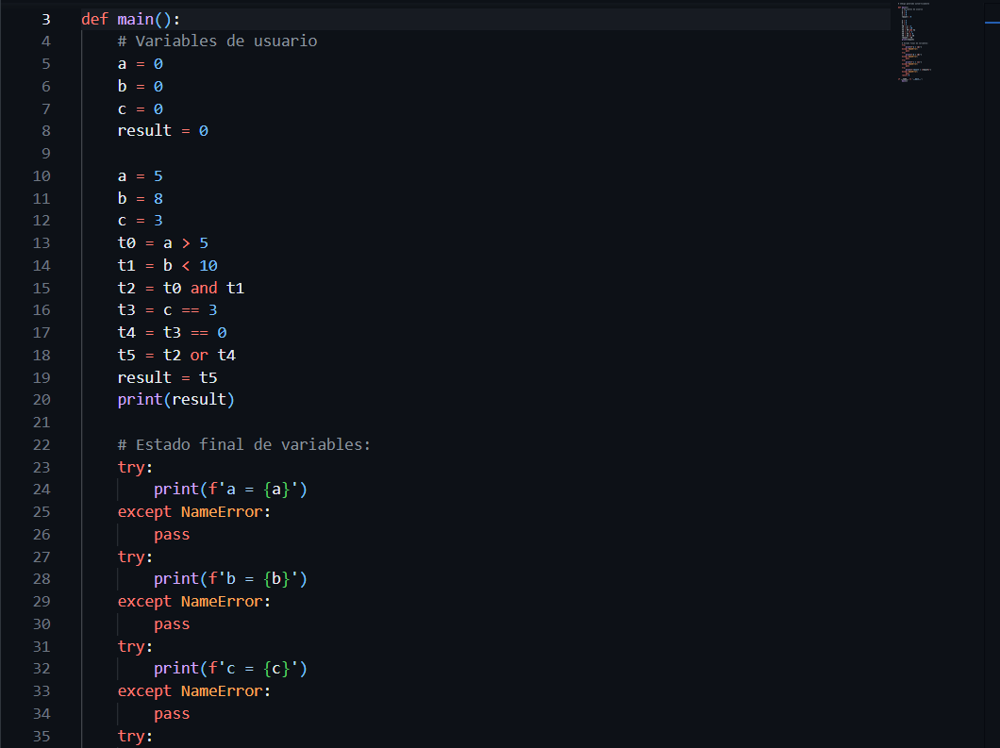 3 def main():
4 # Variables de usuario
5 a = 0
6 b = 0
7 c = 0
8 result = 0
9
10 a = 5
11 b = 8
12 c = 3
13 t0 = a > 5
14 t1 = b < 10
15 t2 = t0 and t1
16 t3 = c == 3
17 t4 = t3 == 0
18 t5 = t2 or t4
19 result = t5
20 print(result)
21
22 # Estado final de variables:
23 try:
24 print(f'a = {a}')
25 except NameError:
26 pass
27 try:
28 print(f'b = {b}')
29 except NameError:
30 pass
31 try:
32 print(f'c = {c}')
33 except NameError:
34 pass
35 try: